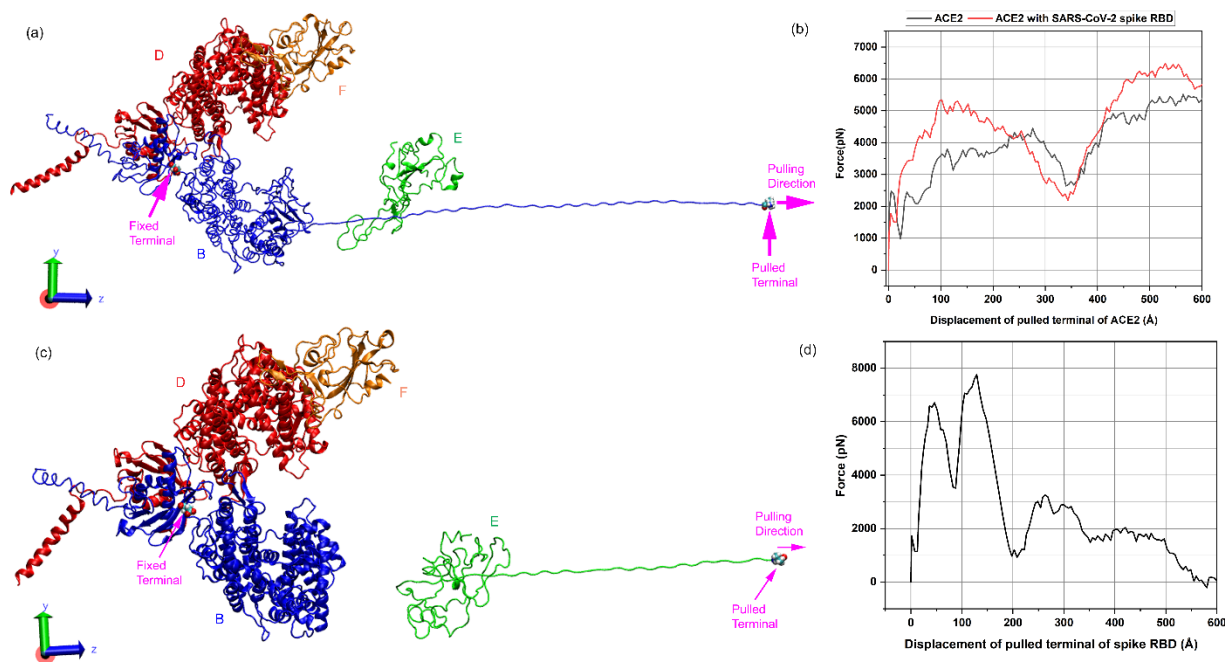 (a)
D
F
E
B
Fixed
Terminal
Pulling
Direction
Pulled
Terminal
y
z
(b)
ACE2 ACE2 with SARS-CoV-2 spike RBD
Force(pN)
7000
6000
5000
4000
3000
2000
1000
0
0 100 200 300 400 500 600
Displacement of pulled terminal of ACE2 (Å)
(c)
D
F
E
B
Fixed
Terminal
Pulling
Direction
Pulled
Terminal
y
z
(d)
Force (pN)
8000
6000
4000
2000
0
0 100 200 300 400 500 600
Displacement of pulled terminal of spike RBD (Å)